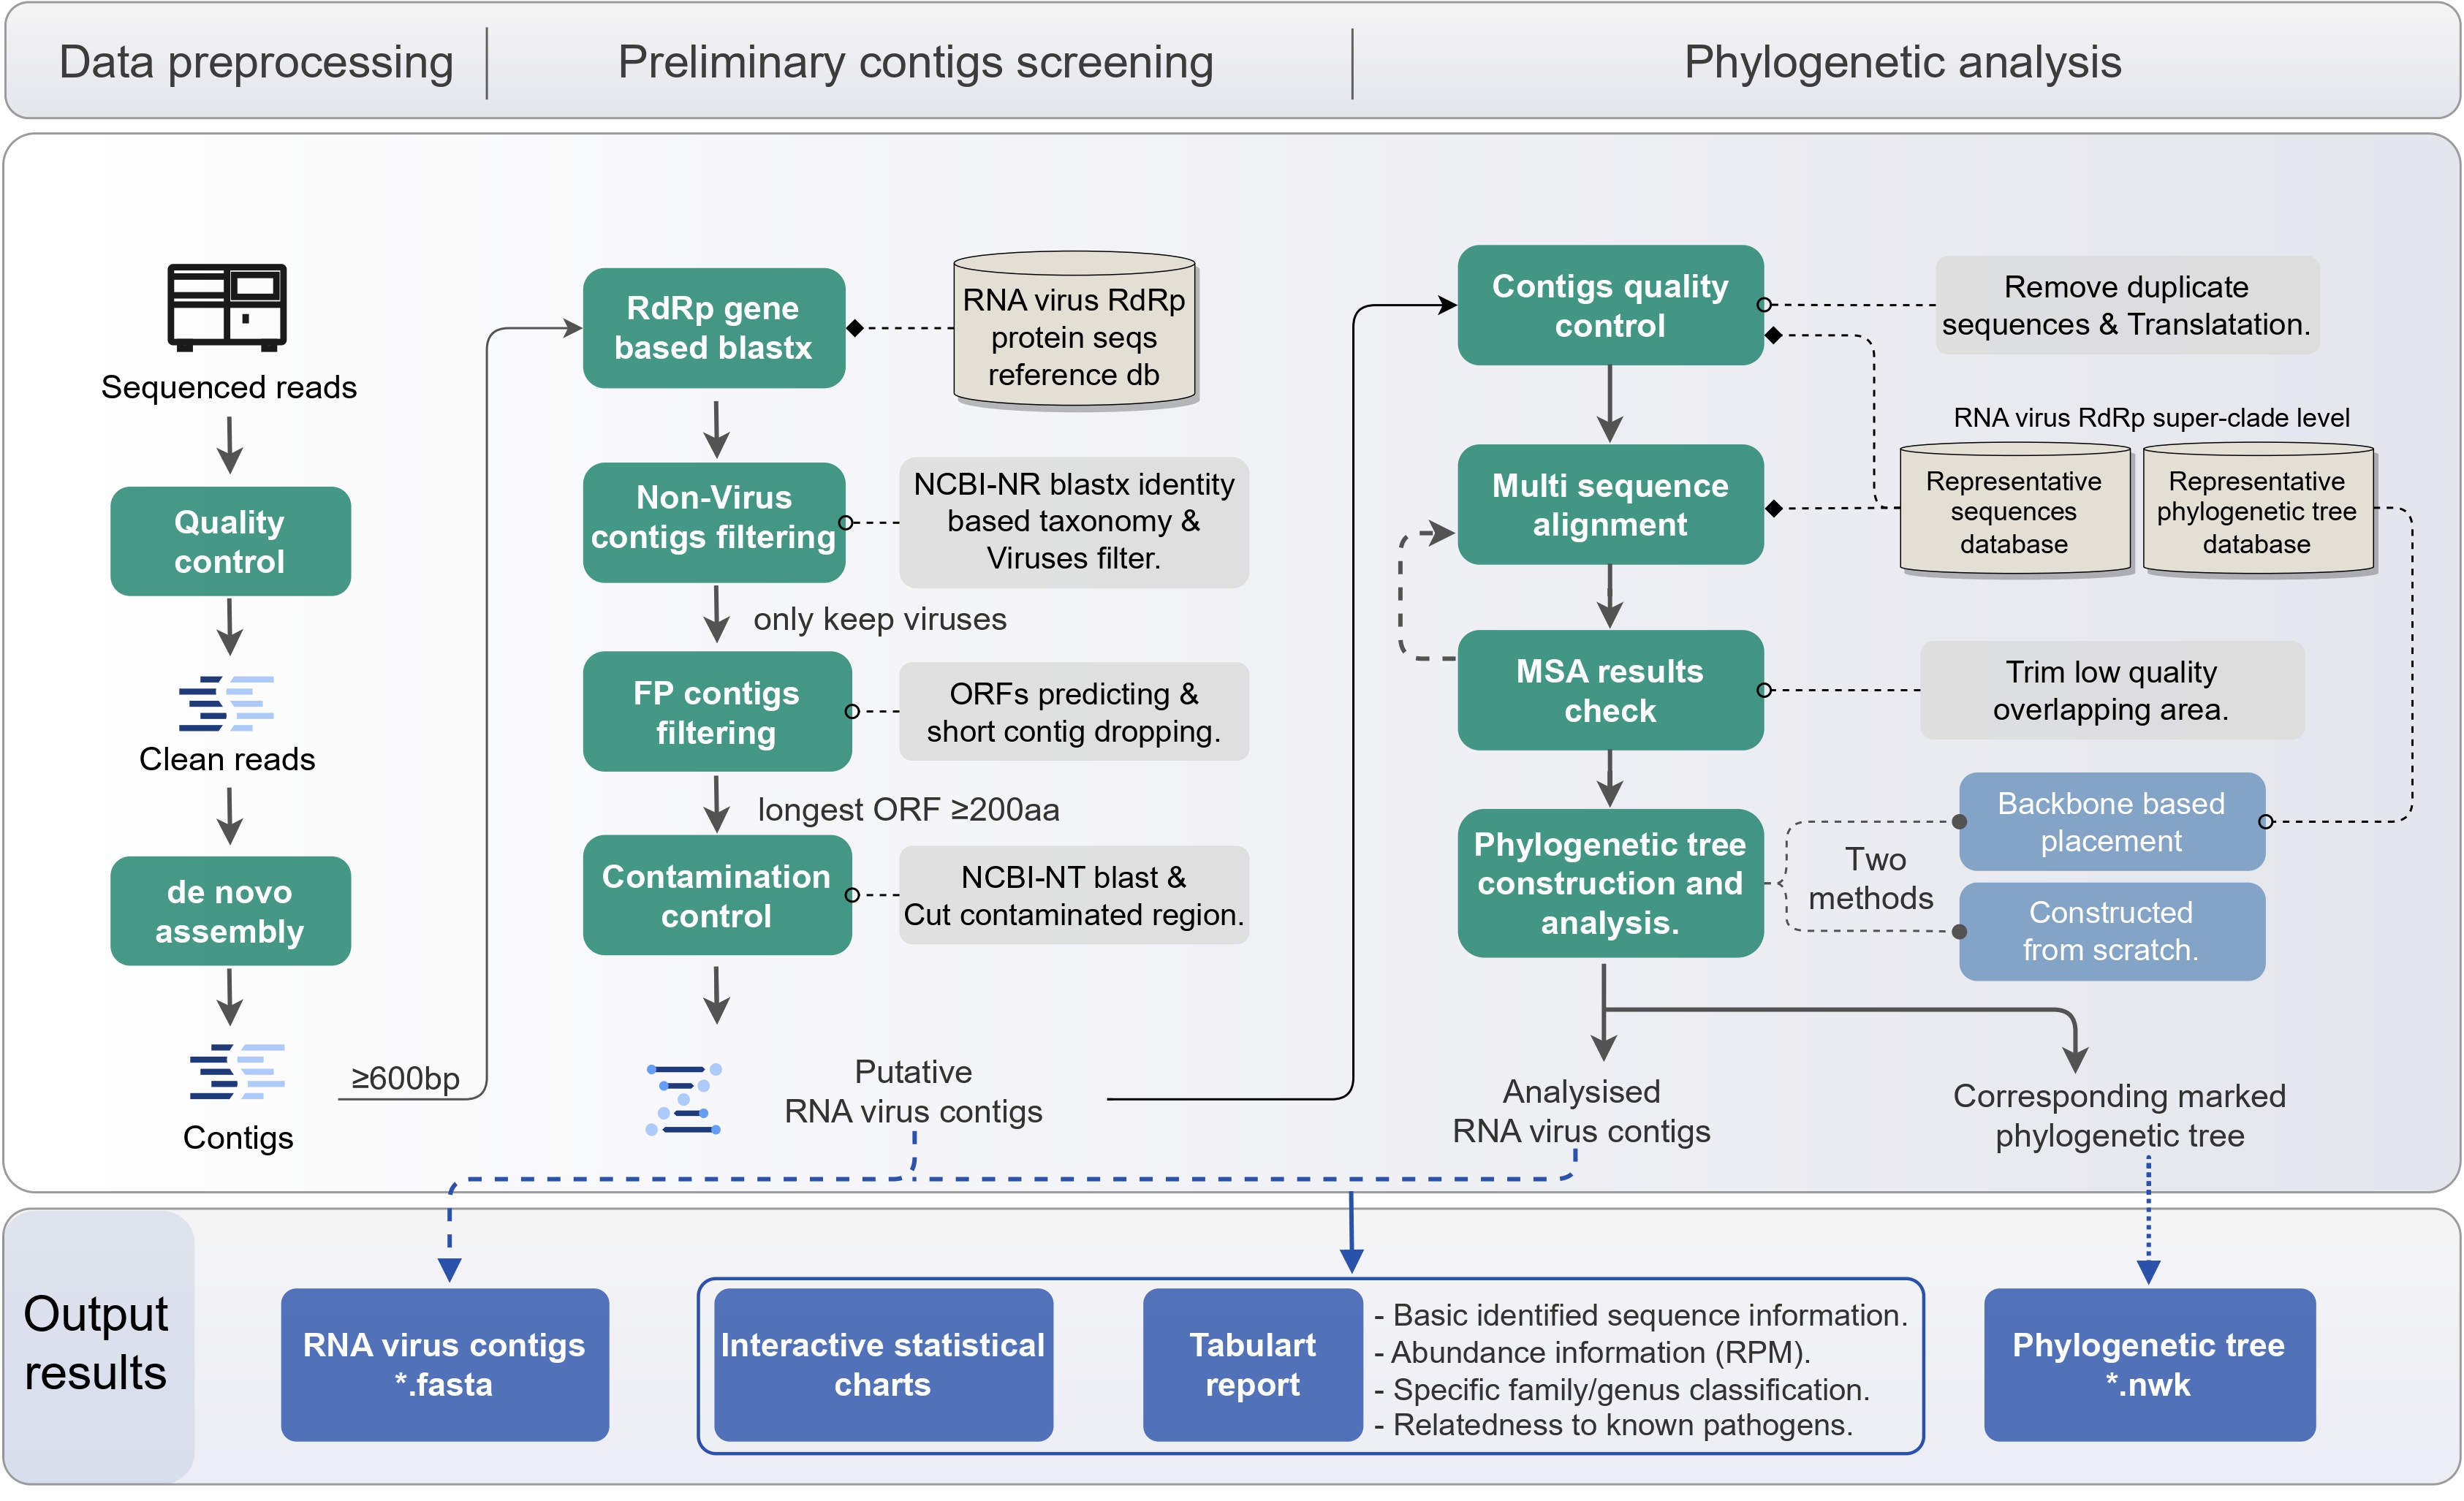 Data preprocessing
Preliminary contigs screening
Phylogenetic analysis
Sequenced reads
Quality
control
Clean reads
de novo
assembly
Contigs
≥600bp
RdRp gene
based blastx
RNA virus RdRp
protein seqs
reference db
Non-Virus
contigs filtering
NCBI-NR blastx identity
based taxonomy &
Viruses filter.
only keep viruses
FP contigs
filtering
ORFs predicting &
short contig dropping.
longest ORF ≥200aa
Contamination
control
NCBI-NT blast &
Cut contaminated region.
Putative
RNA virus contigs
Contigs quality
control
Remove duplicate
sequences & Translatation.
RNA virus RdRp super-clade level
Representative
sequences
database
Representative
phylogenetic tree
database
Multi sequence
alignment
MSA results
check
Trim low quality
overlapping area.
Phylogenetic tree
construction and
analysis.
Two
methods
Backbone based
placement
Constructed
from scratch.
Analysised
RNA virus contigs
Corresponding marked
phylogenetic tree
Output
results
RNA virus contigs
*.fasta
Interactive statistical
charts
Tabulart
report
- Basic identified sequence information.
- Abundance information (RPM).
- Specific family/genus classification.
- Relatedness to known pathogens.
Phylogenetic tree
*.nwk